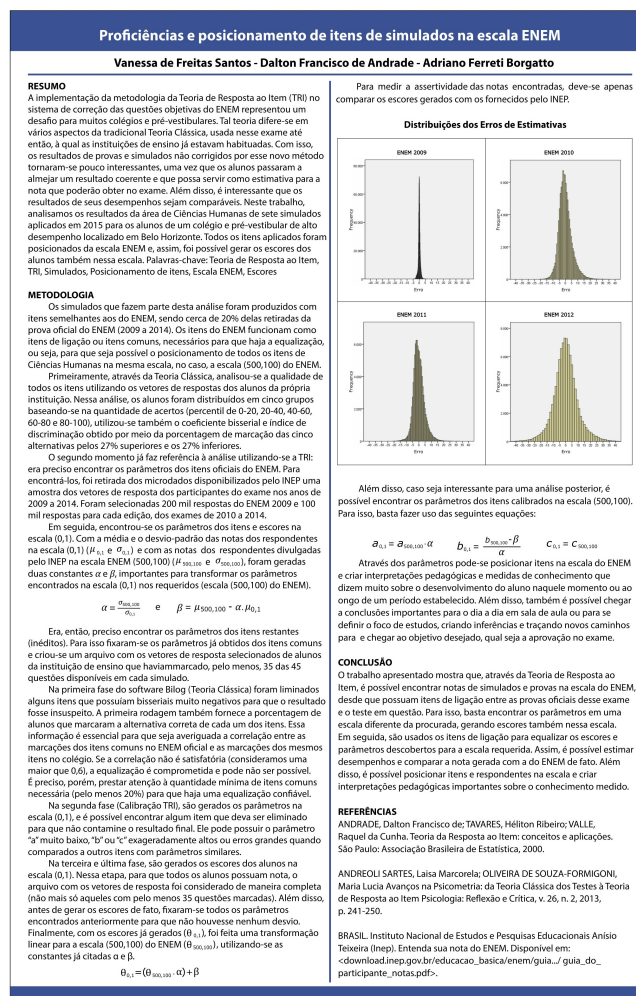 Proficiências e posicionamento de itens de simulados na escala ENEM
Vanessa de Freitas Santos - Dalton Francisco de Andrade - Adriano Ferreti Borgatto
RESUMO
A implementação da metodologia da Teoria de Resposta ao Item (TRI) no
sistema de correção das questões objetivas do ENEM representou um
desafio para muitos colégios e pré-vestibulares. Tal teoria difere-se em
vários aspectos da tradicional Teoria Clássica, usada nesse exame até
então, à qual as instituições de ensino já estavam habituadas. Com isso,
os resultados de provas e simulados não corrigidos por esse novo método
tornaram-se pouco interessantes, uma vez que os alunos passaram a
almejar um resultado coerente e que possa servir como estimativa para a
nota que poderão obter no exame. Além disso, é interessante que os
resultados de seus desempenhos sejam comparáveis. Neste trabalho,
analisamos os resultados da área de Ciências Humanas de sete simulados
aplicados em 2015 para os alunos de um colégio e pré-vestibular de alto
desempenho localizado em Belo Horizonte. Todos os itens aplicados foram
posicionados da escala ENEM e, assim, foi possível gerar os escores dos
alunos também nessa escala. Palavras-chave: Teoria de Resposta ao Item,
TRI, Simulados, Posicionamento de itens, Escala ENEM, Escores
METODOLOGIA
Os simulados que fazem parte desta análise foram produzidos com
itens semelhantes aos do ENEM, sendo cerca de 20% delas retiradas da
prova oficial do ENEM (2009 a 2014). Os itens do ENEM funcionam como
itens de ligação ou itens comuns, necessários para que haja a equalização,
ou seja, para que seja possível o posicionamento de todos os itens de
Ciências Humanas na mesma escala, no caso, a escala (500,100) do ENEM.
Primeiramente, através da Teoria Clássica, analisou-se a qualidade de
todos os itens utilizando os vetores de respostas dos alunos da própria
instituição. Nessa análise, os alunos foram distribuídos em cinco grupos
baseando-se na quantidade de acertos (percentil de 0-20, 20-40, 40-60,
60-80 e 80-100), utilizou-se também o coeficiente bisserial e índice de
discriminação obtido por meio da porcentagem de marcação das cinco
alternativas pelos 27% superiores e os 27% inferiores.
O segundo momento já faz referência à análise utilizando-se a TRI:
era preciso encontrar os parâmetros dos itens oficiais do ENEM. Para
encontrá-los, foi retirada dos microdados disponibilizados pelo INEP uma
amostra dos vetores de resposta dos participantes do exame nos anos de
2009 a 2014. Foram selecionadas 200 mil respostas do ENEM 2009 e 100
mil respostas para cada edição, dos exames de 2010 a 2014.
Em seguida, encontrou-se os parâmetros dos itens e escores na
escala (0,1). Com a média e o desvio-padrão das notas dos respondentes
na escala (0,1) (μ 0,1 e σ 0,1) e com as notas dos respondentes divulgadas
pelo INEP na escala ENEM (500,100) (μ 500,100 e σ 500,100), foram geradas
duas constantes α e β, importantes para transformar os parâmetros
encontrados na escala (0,1) nos requeridos (escala (500,100) do ENEM).
α = σ500,100 / σ0,1 e β = μ500,100 - α.μ0,1
Era, então, preciso encontrar os parâmetros dos itens restantes
(inéditos). Para isso fixaram-se os parâmetros já obtidos dos itens comuns
e criou-se um arquivo com os vetores de resposta selecionados de alunos
da instituição de ensino que haviammarcado, pelo menos, 35 das 45
questões disponíveis em cada simulado.
Na primeira fase do software Bilog (Teoria Clássica) foram liminados
alguns itens que possuíam bisseriais muito negativos para que o resultado
fosse insuspeito. A primeira rodagem também fornece a porcentagem de
alunos que marcaram a alternativa correta de cada um dos itens. Essa
informação é essencial para que seja averiguada a correlação entre as
marcações dos itens comuns no ENEM oficial e as marcações dos mesmos
itens no colégio. Se a correlação não é satisfatória (consideramos uma
maior que 0,6), a equalização é comprometida e pode não ser possível.
É preciso, porém, prestar atenção à quantidade mínima de itens comuns
necessária (pelo menos 20%) para que haja uma equalização confiável.
Na segunda fase (Calibração TRI), são gerados os parâmetros na
escala (0,1), e é possível encontrar algum item que deva ser eliminado
para que não contamine o resultado final. Ele pode possuir o parâmetro
"a" muito baixo, "b" ou "c" exageradamente altos ou erros grandes quando
comparados a outros itens com parâmetros similares.
Na terceira e última fase, são gerados os escores dos alunos na
escala (0,1). Nessa etapa, para que todos os alunos possuam nota, o
arquivo com os vetores de resposta foi considerado de maneira completa
(não mais só aqueles com pelo menos 35 questões marcadas). Além disso,
antes de gerar os escores de fato, fixaram-se todos os parâmetros
encontrados anteriormente para que não houvesse nenhum desvio.
Finalmente, com os escores já gerados (θ 0,1), foi feita uma transformação
linear para a escala (500,100) do ENEM (θ 500,100), utilizando-se as
constantes já citadas α e β.
θ 0,1 =(θ 500,100 . α) + β
Para medir a assertividade das notas encontradas, deve-se apenas
comparar os escores gerados com os fornecidos pelo INEP.
Distribuições dos Erros de Estimativas
ENEM 2009
ENEM 2010
Frequency
Frequency
Erro
Erro
ENEM 2011
ENEM 2012
Frequency
Frequency
Erro
Erro
Além disso, caso seja interessante para uma análise posterior, é
possível encontrar os parâmetros dos itens calibrados na escala (500,100).
Para isso, basta fazer uso das seguintes equações:
a 0,1 = a 500,100 · α b 0,1 = b 500,100 - β / α c 0,1 = c 500,100
Através dos parâmetros pode-se posicionar itens na escala do ENEM
e criar interpretações pedagógicas e medidas de conhecimento que
dizem muito sobre o desenvolvimento do aluno naquele momento ou ao
ongo de um período estabelecido. Além disso, também é possível chegar
a conclusões importantes para o dia a dia em sala de aula ou para se
definir o foco de estudos, criando inferências e traçando novos caminhos
para e chegar ao objetivo desejado, qual seja a aprovação no exame.
CONCLUSÃO
O trabalho apresentado mostra que, através da Teoria de Resposta ao
Item, é possível encontrar notas de simulados e provas na escala do ENEM,
desde que possuam itens de ligação entre as provas oficiais desse exame
e o teste em questão. Para isso, basta encontrar os parâmetros em uma
escala diferente da procurada, gerando escores também nessa escala.
Em seguida, são usados os itens de ligação para equalizar os escores e
parâmetros descobertos para a escala requerida. Assim, é possível estimar
desempenhos e comparar a nota gerada com a do ENEM de fato. Além
disso, é possível posicionar itens e respondentes na escala e criar
interpretações pedagógicas importantes sobre o conhecimento medido.
REFERÊNCIAS
ANDRADE, Dalton Francisco de; TAVARES, Héliton Ribeiro; VALLE,
Raquel da Cunha. Teoria da Resposta ao Item: conceitos e aplicações.
São Paulo: Associação Brasileira de Estatística, 2000.
ANDREOLI SARTES, Laisa Marcorela; OLIVEIRA DE SOUZA-FORMIGONI,
Maria Lucia Avanços na Psicometria: da Teoria Clássica dos Testes à Teoria
de Resposta ao Item Psicologia: Reflexão e Crítica, v. 26, n. 2, 2013,
p. 241-250.
BRASIL. Instituto Nacional de Estudos e Pesquisas Educacionais Anísio
Teixeira (Inep). Entenda sua nota do ENEM. Disponível em:
<download.inep.gov.br/educacao_basica/enem/guia.../ guia_do_
participante_notas.pdf>.